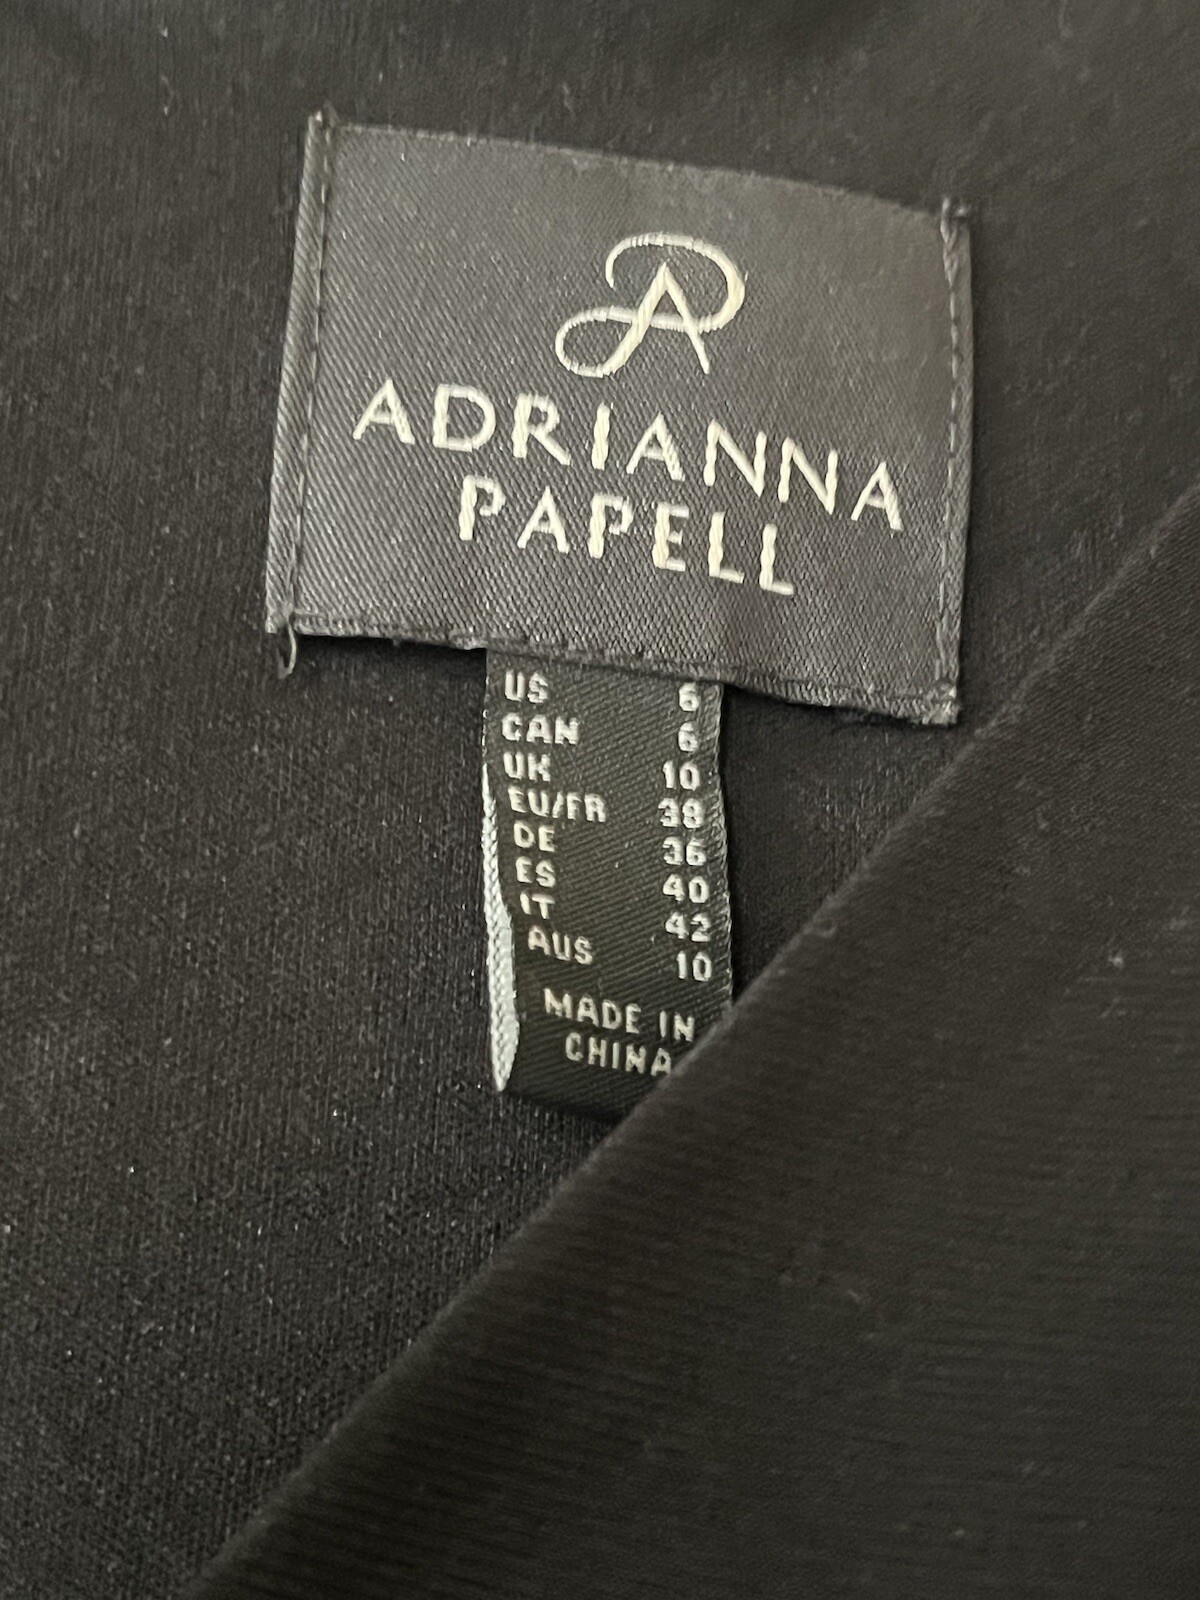 ADRIANNA
PAPELL
US 6
CAN 6
UK 10
EU/FR 38
DE 36
ES 40
IT 42
AUS 10
MADE IN
CHINA